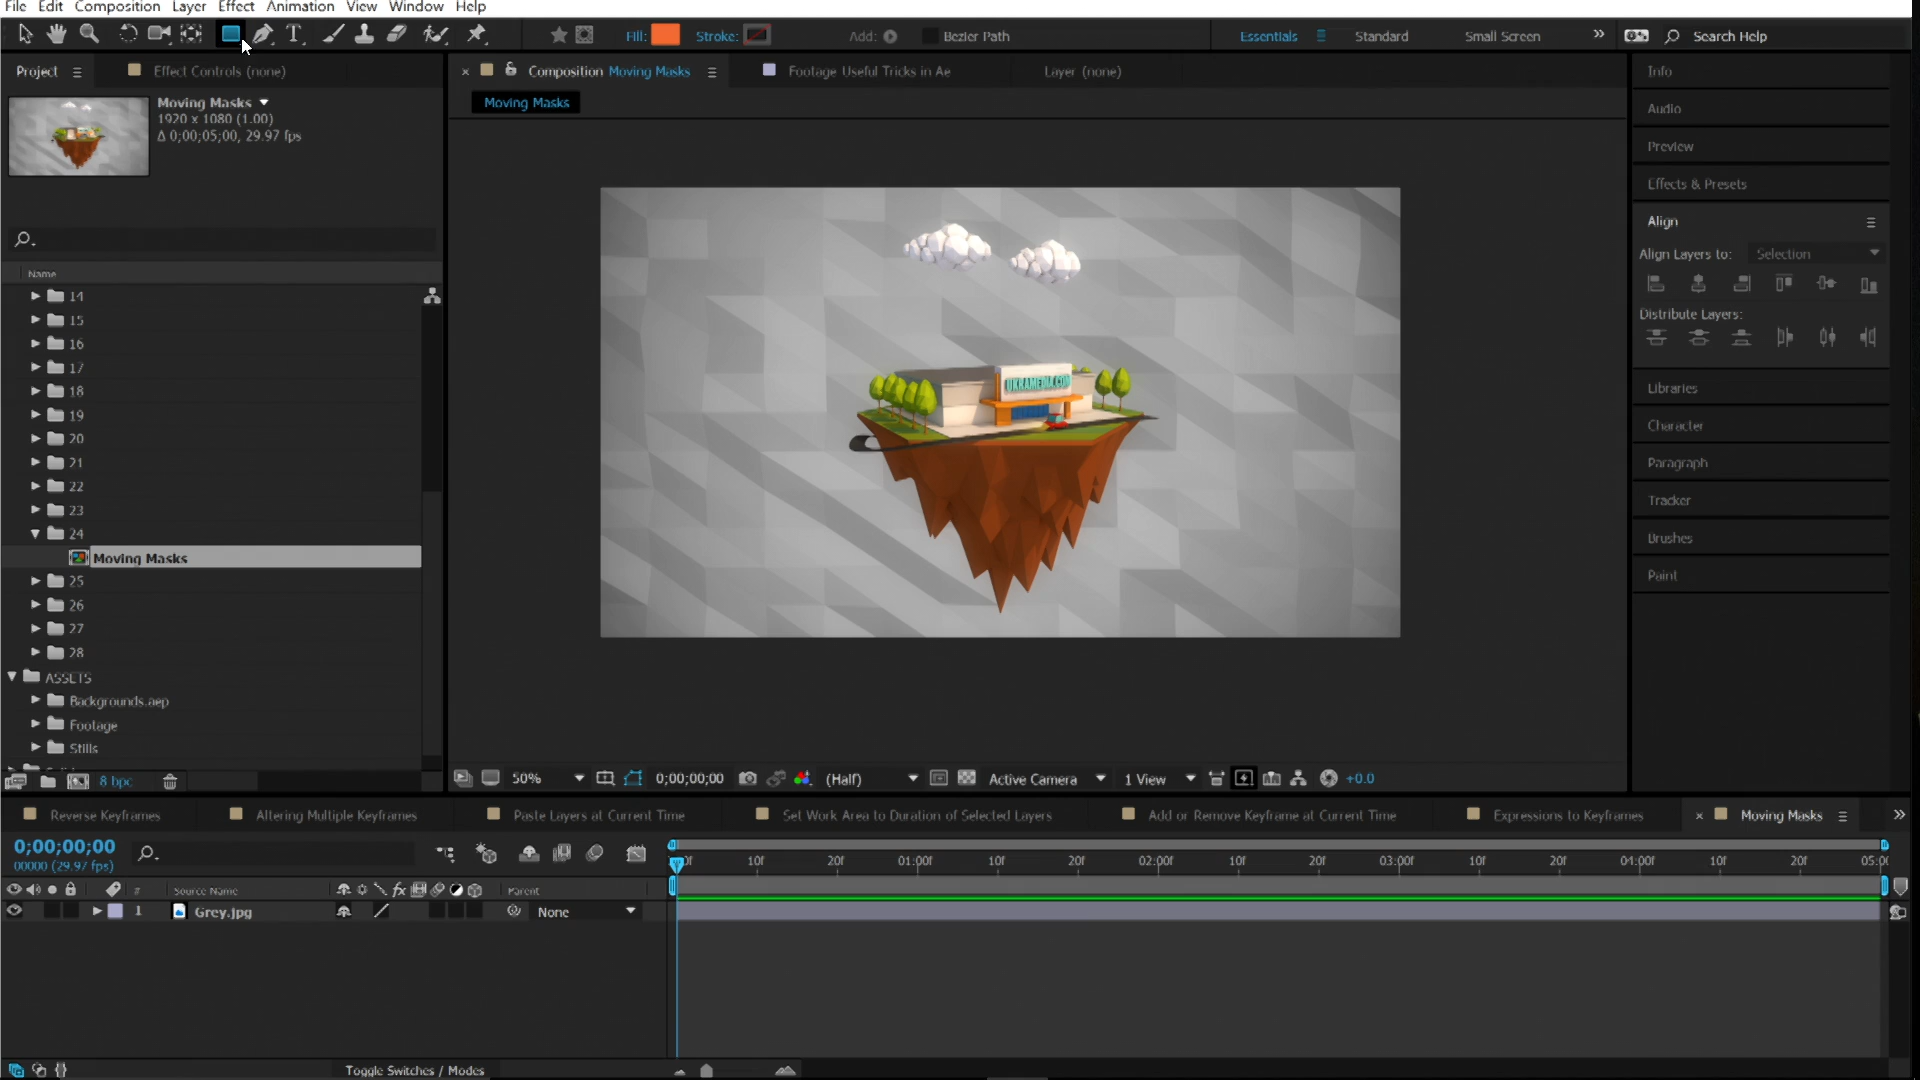 File Edit Composition Layer Effect Animation View Window Help
Fill: Stroke: Add: Bezier Path Essentials Standard Small Screen Search Help
Project Effect Controls (none)
Composition Moving Masks Footage Useful Tricks in Ae Layer (none)
Moving Masks
Moving Masks
1920 x 1080 (1.00)
Δ 0;00;05;00, 29.97 fps
Name
14
15
16
17
18
19
20
21
22
23
24
Moving Masks
25
26
27
28
ASSETS
Backgrounds.aep
Footage
Stills
8 bpc
UKRAMEDIA.COM
50% 0;00;00;00 (Half) Active Camera 1 View +0.0
Info
Audio
Preview
Effects & Presets
Align
Align Layers to: Selection
Distribute Layers:
Libraries
Character
Paragraph
Tracker
Brushes
Paint
Reverse Keyframes Altering Multiple Keyframes Paste Layers at Current Time Set Work Area to Duration of Selected Layers Add or Remove Keyframe at Current Time Expressions to Keyframes Moving Masks
0;00;00;00
00000 (29.97 fps)
10f 20f 01:00f 10f 20f 02:00f 10f 20f 03:00f 10f 20f 04:00f 10f 20f
# Source Name Parent
1 Grey.jpg None
Toggle Switches / Modes